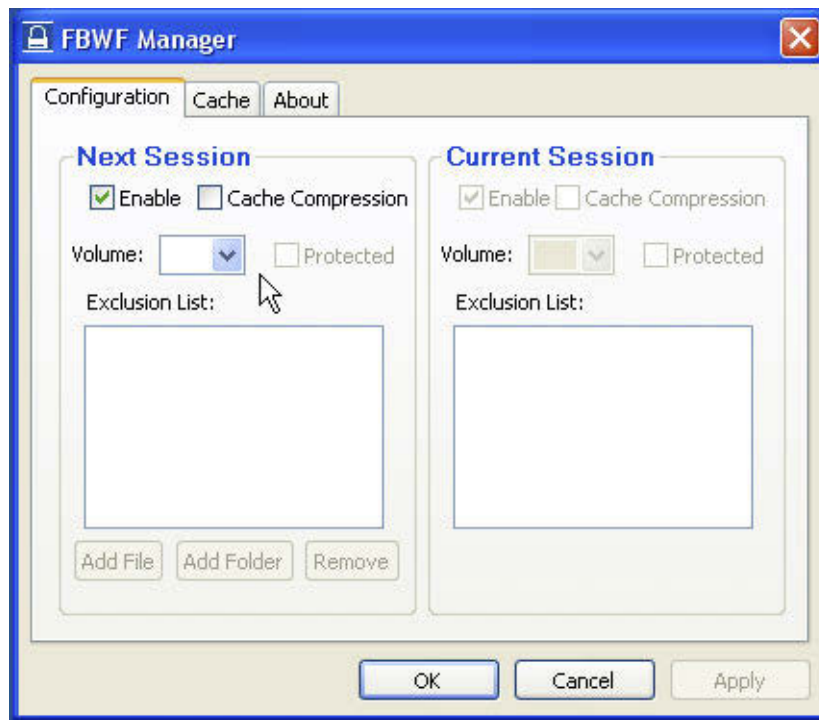 FBWF Manager
Configuration Cache About
Next Session
Enable Cache Compression
Volume: Protected
Exclusion List:
Add File Add Folder Remove
Current Session
Enable Cache Compression
Volume: Protected
Exclusion List:
OK Cancel Apply